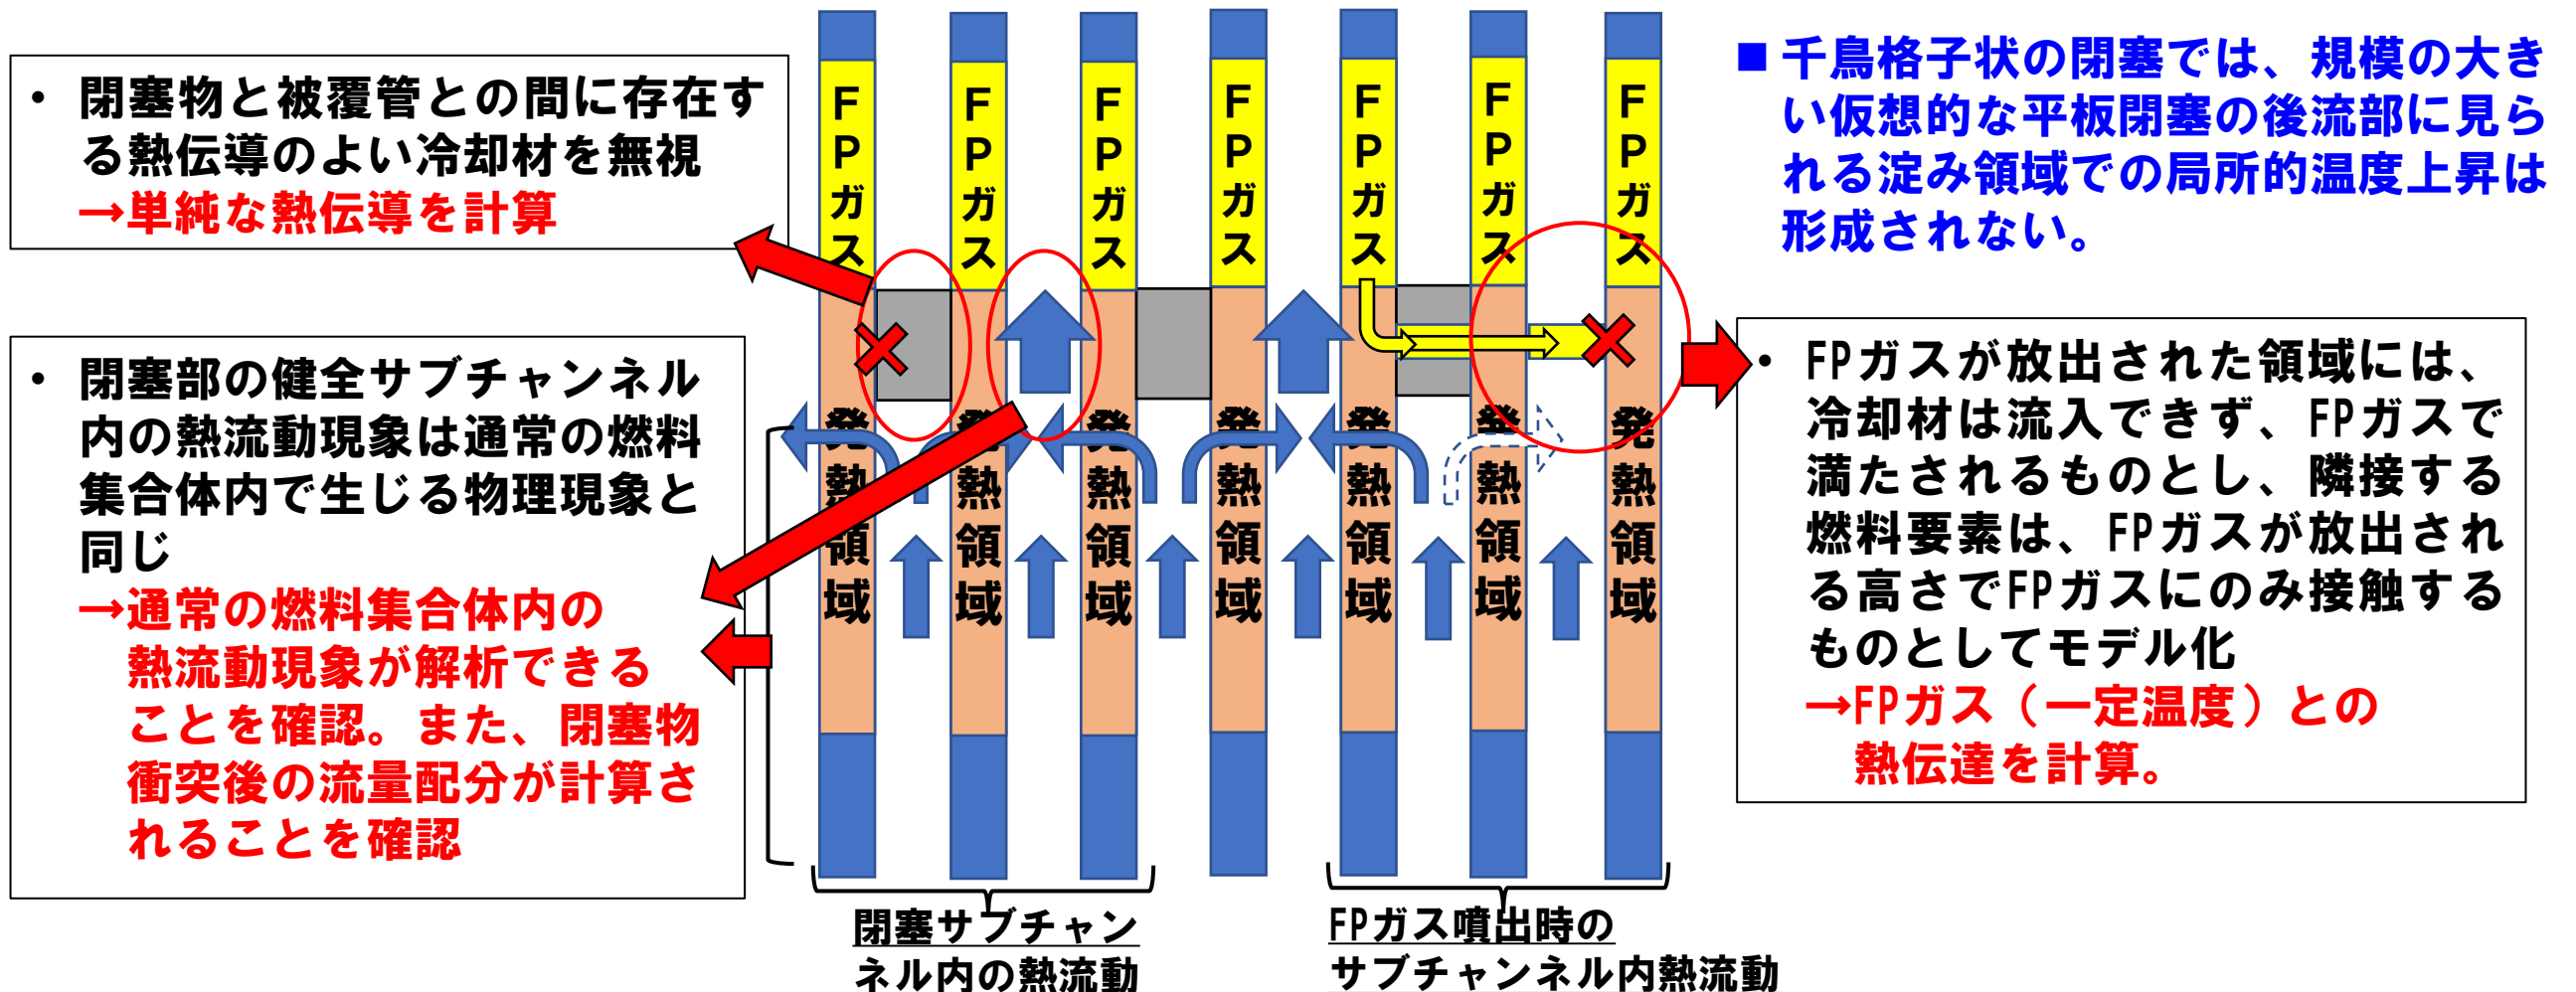 ・ 閉塞物と被覆管との間に存在す
る熱伝導のよい冷却材を無視
→単純な熱伝導を計算
・ 閉塞部の健全サブチャンネル
内の熱流動現象は通常の燃料
集合体内で生じる物理現象と
同じ
→通常の燃料集合体内の
熱流動現象が解析できる
ことを確認。また、閉塞物
衝突後の流量配分が計算さ
れることを確認
FPガス
FPガス
FPガス
FPガス
FPガス
FPガス
FPガス
発熱領域
発熱領域
発熱領域
発熱領域
発熱領域
発熱領域
発熱領域
閉塞サブチャン
ネル内の熱流動
FPガス噴出時の
サブチャンネル内熱流動
■ 千鳥格子状の閉塞では、規模の大き
い仮想的な平板閉塞の後流部に見ら
れる淀み領域での局所的温度上昇は
形成されない。
・ FPガスが放出された領域には、
冷却材は流入できず、FPガスで
満たされるものとし、隣接する
燃料要素は、FPガスが放出され
る高さでFPガスにのみ接触する
ものとしてモデル化
→FPガス（一定温度）との
熱伝達を計算。